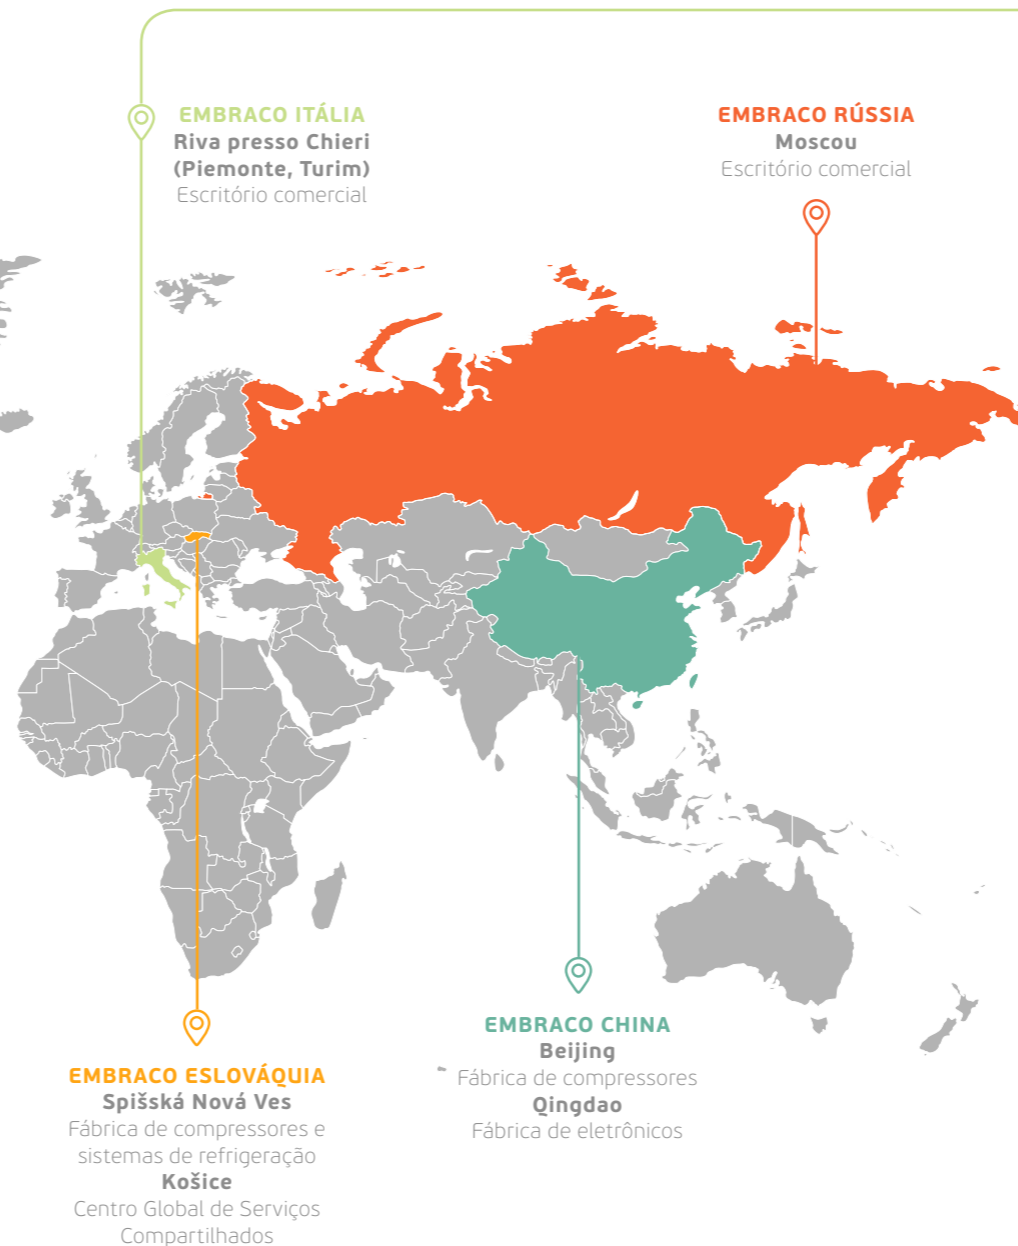 EMBRACO ITÁLIA
Riva presso Chieri
(Piemonte, Turim)
Escritório comercial
EMBRACO RÚSSIA
Moscou
Escritório comercial
EMBRACO CHINA
Beijing
Fábrica de compressores
Qingdao
Fábrica de eletrônicos
EMBRACO ESLOVÁQUIA
Spišská Nová Ves
Fábrica de compressores e
sistemas de refrigeração
Košice
Centro Global de Serviços
Compartilhados